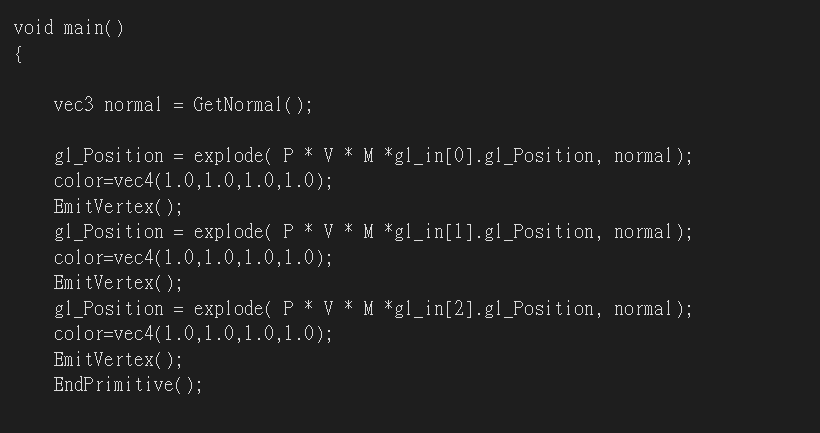 void main()
{
vec3 normal = GetNormal();
gl_Position = explode( P * V * M *gl_in[0].gl_Position, normal);
color=vec4(1.0,1.0,1.0,1.0);
EmitVertex();
gl_Position = explode( P * V * M *gl_in[1].gl_Position, normal);
color=vec4(1.0,1.0,1.0,1.0);
EmitVertex();
gl_Position = explode( P * V * M *gl_in[2].gl_Position, normal);
color=vec4(1.0,1.0,1.0,1.0);
EmitVertex();
EndPrimitive();